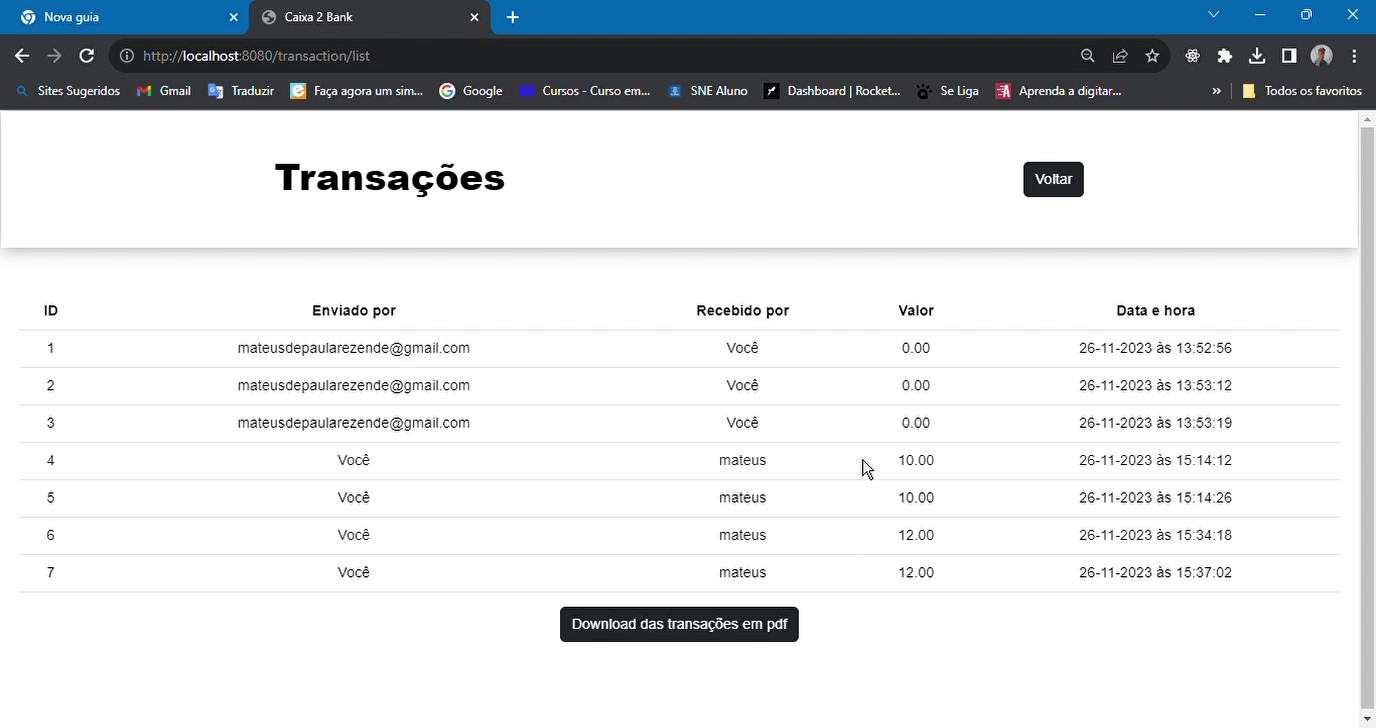 Nova guia
Caixa 2 Bank
http://localhost:8080/transaction/list
Sites Sugeridos Gmail Traduzir Faça agora um sim... Google Cursos - Curso em... SNE Aluno Dashboard | Rocket... Se Liga Aprenda a digitar... » Todos os favoritos
Transações
Voltar
ID Enviado por Recebido por Valor Data e hora
1 mateusdepaularezende@gmail.com Você 0.00 26-11-2023 às 13:52:56
2 mateusdepaularezende@gmail.com Você 0.00 26-11-2023 às 13:53:12
3 mateusdepaularezende@gmail.com Você 0.00 26-11-2023 às 13:53:19
4 Você mateus 10.00 26-11-2023 às 15:14:12
5 Você mateus 10.00 26-11-2023 às 15:14:26
6 Você mateus 12.00 26-11-2023 às 15:34:18
7 Você mateus 12.00 26-11-2023 às 15:37:02
Download das transações em pdf